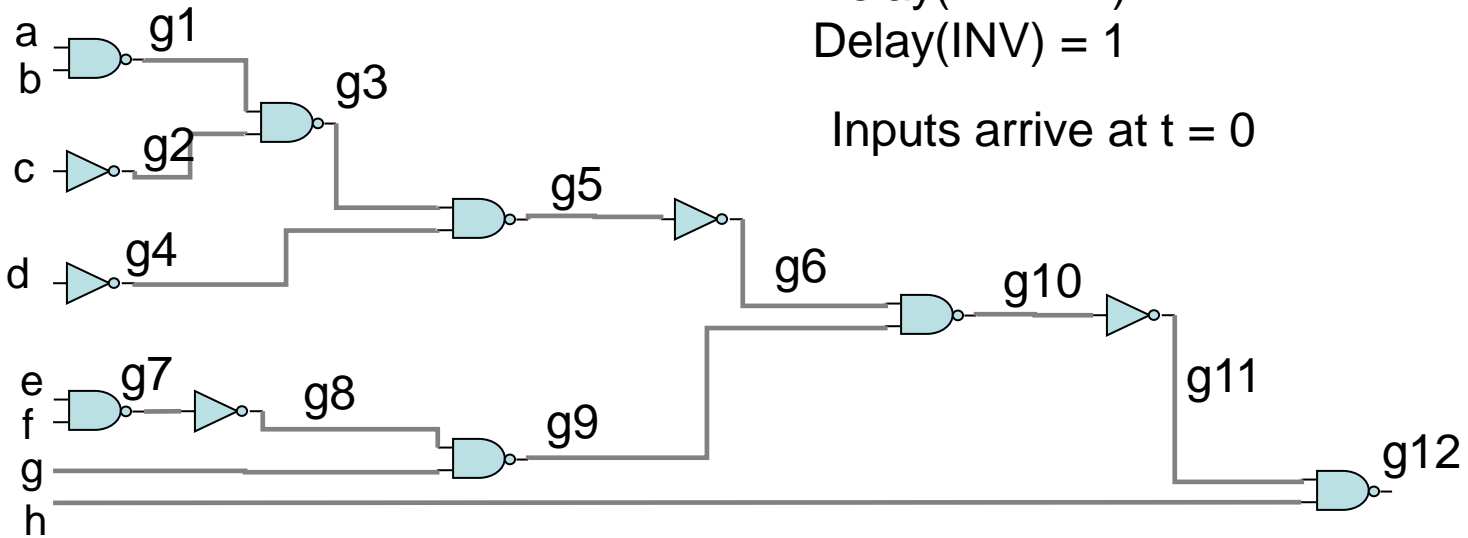 Delay(INV) = 1
Inputs arrive at t = 0
a
g1
b
g3
g2
c
g5
g4
d
g6
g10
e
g7
g8
g11
f
g9
g
g12
h